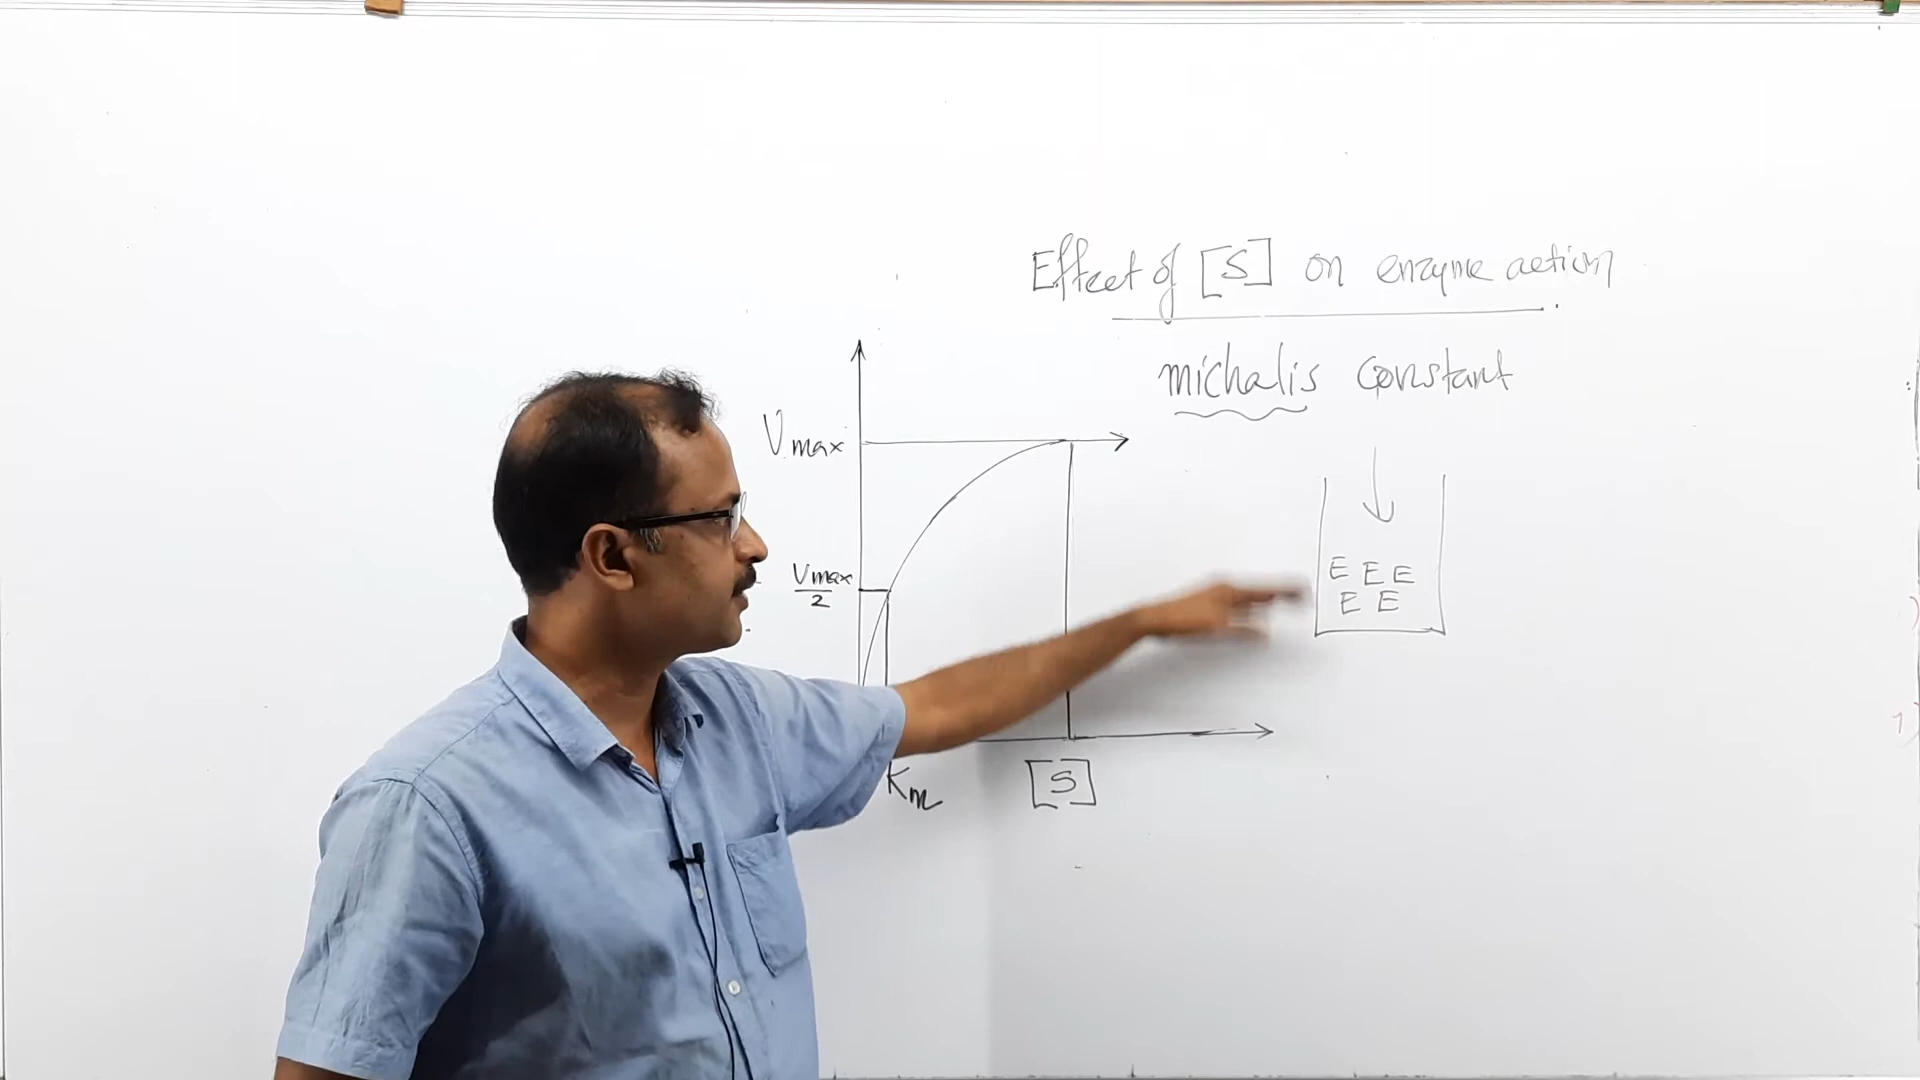 Effect of [S] on enzyme action
michalis constant
Vmax
Vmax
2
E E E
E E
Km
[S]